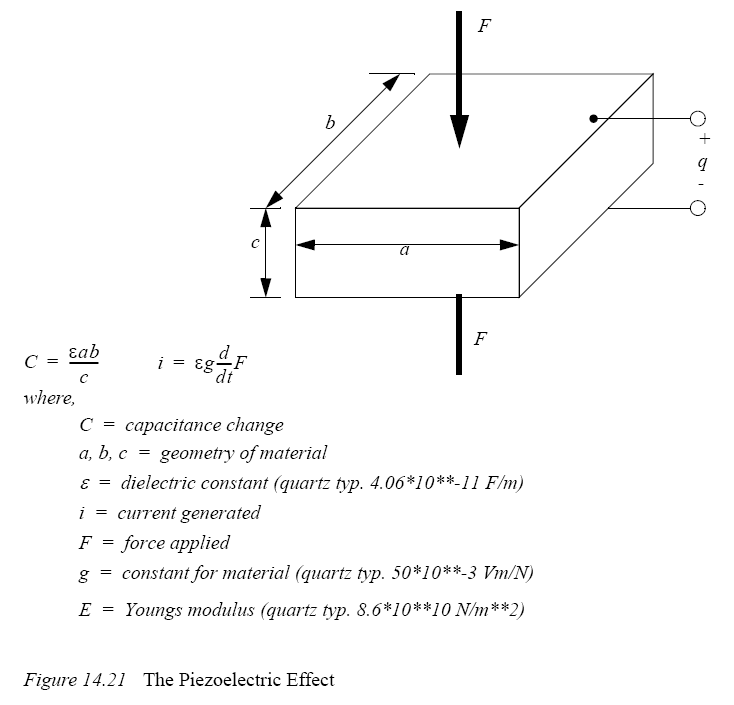 F
b
+
q
-
c
a
F
C = εab/c i = εg d/dt F
where,
C = capacitance change
a, b, c = geometry of material
ε = dielectric constant (quartz typ. 4.06*10**-11 F/m)
i = current generated
F = force applied
g = constant for material (quartz typ. 50*10**-3 Vm/N)
E = Youngs modulus (quartz typ. 8.6*10**10 N/m**2)
Figure 14.21 The Piezoelectric Effect